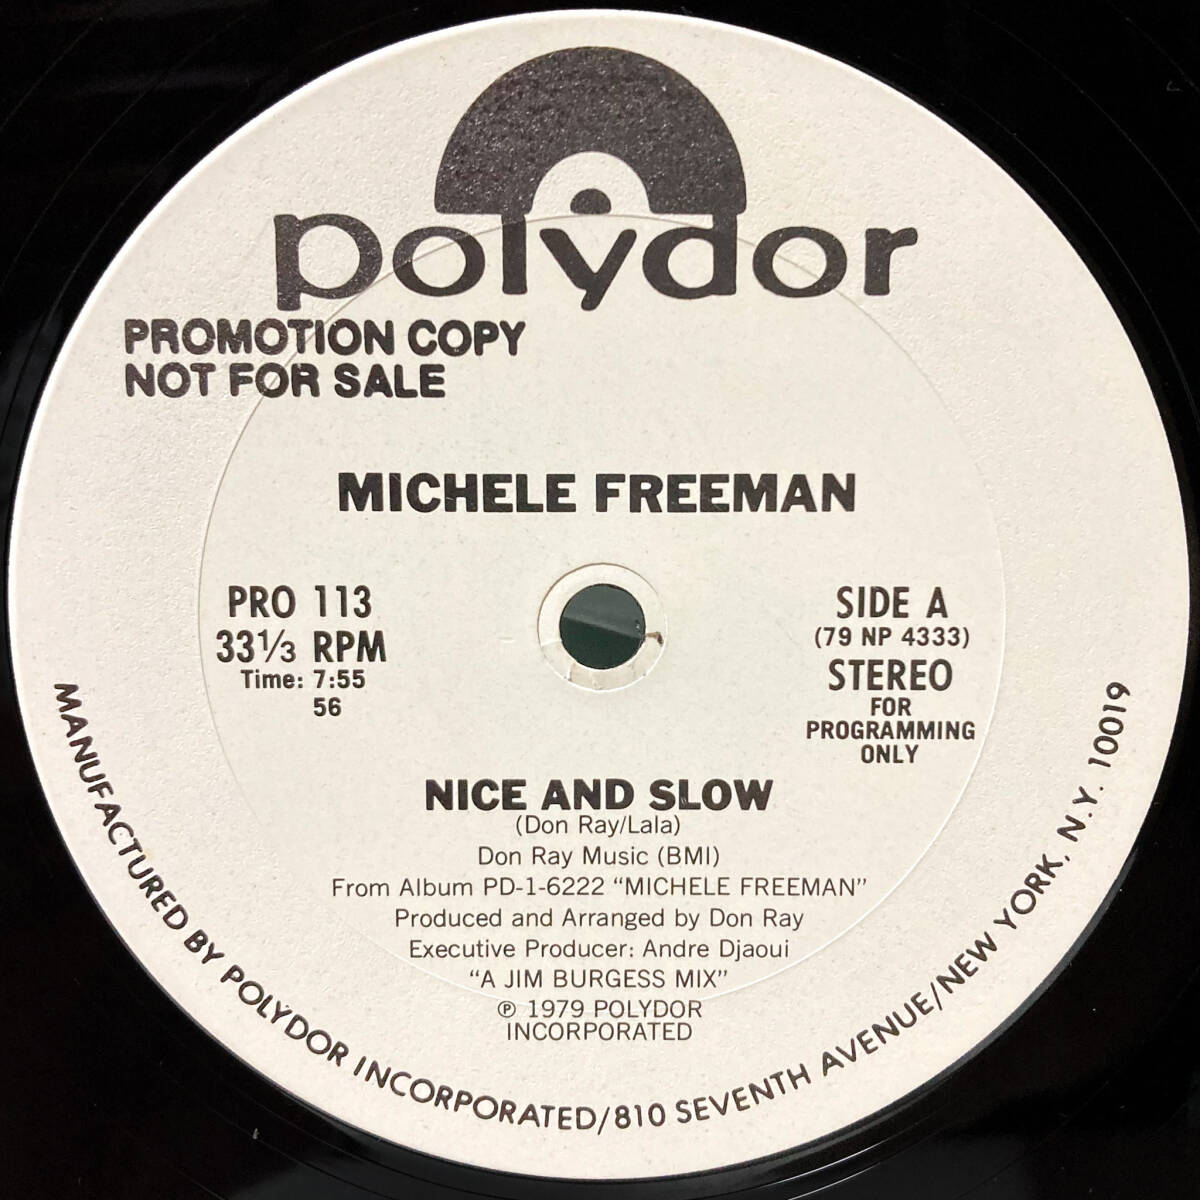 polydor
PROMOTION COPY
NOT FOR SALE
MICHELE FREEMAN
PRO 113
33⅓ RPM
Time: 7:55
56
SIDE A
(79 NP 4333)
STEREO
FOR
PROGRAMMING
ONLY
NICE AND SLOW
(Don Ray/Lala)
Don Ray Music (BMI)
From Album PD-1-6222 “MICHELE FREEMAN”
Produced and Arranged by Don Ray
Executive Producer: Andre Djaoui
“A JIM BURGESS MIX”
℗ 1979 POLYDOR
INCORPORATED
MANUFACTURED BY POLYDOR INCORPORATED/810 SEVENTH AVENUE/NEW YORK, N.Y. 10019